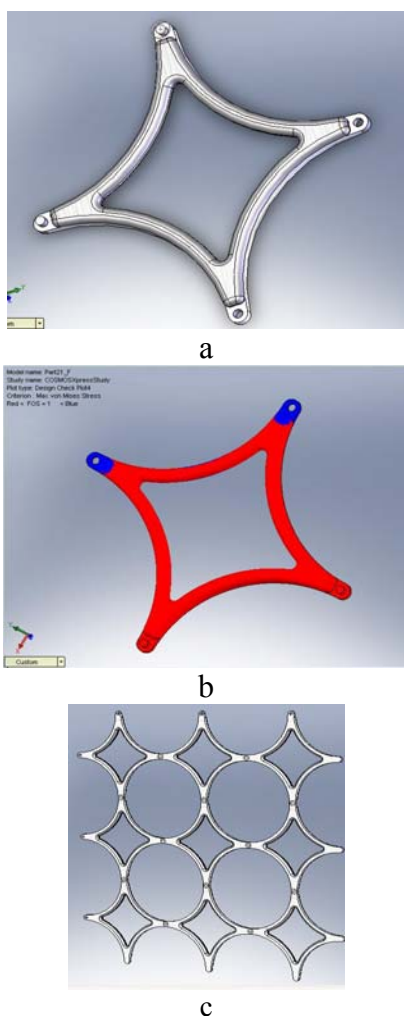 a
Model name: Part21_F
Study name: COSMOSXpressStudy
Plot type: Design Check Plot4
Criterion : Max von Mises Stress
Red < FOS = 1 < Blue
Custom
b
c